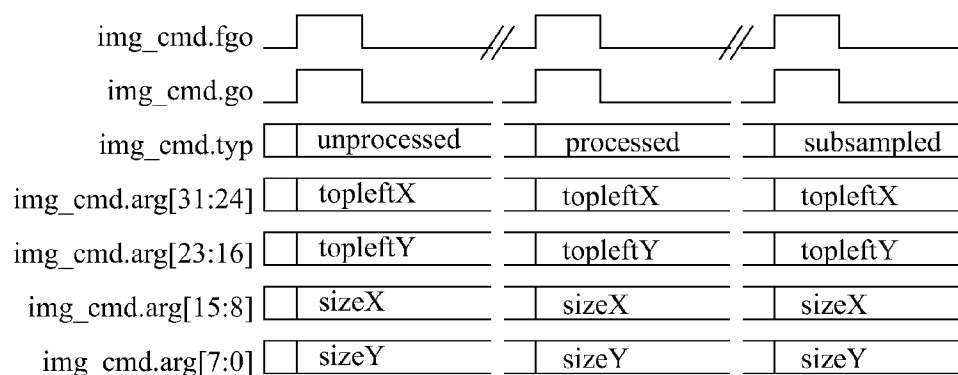 img_cmd.fgo
img_cmd.go
img_cmd.typ unprocessed processed subsampled
img_cmd.arg[31:24] topleftX topleftX topleftX
img_cmd.arg[23:16] topleftY topleftY topleftY
img_cmd.arg[15:8] sizeX sizeX sizeX
img_cmd.arg[7:0] sizeY sizeY sizeY